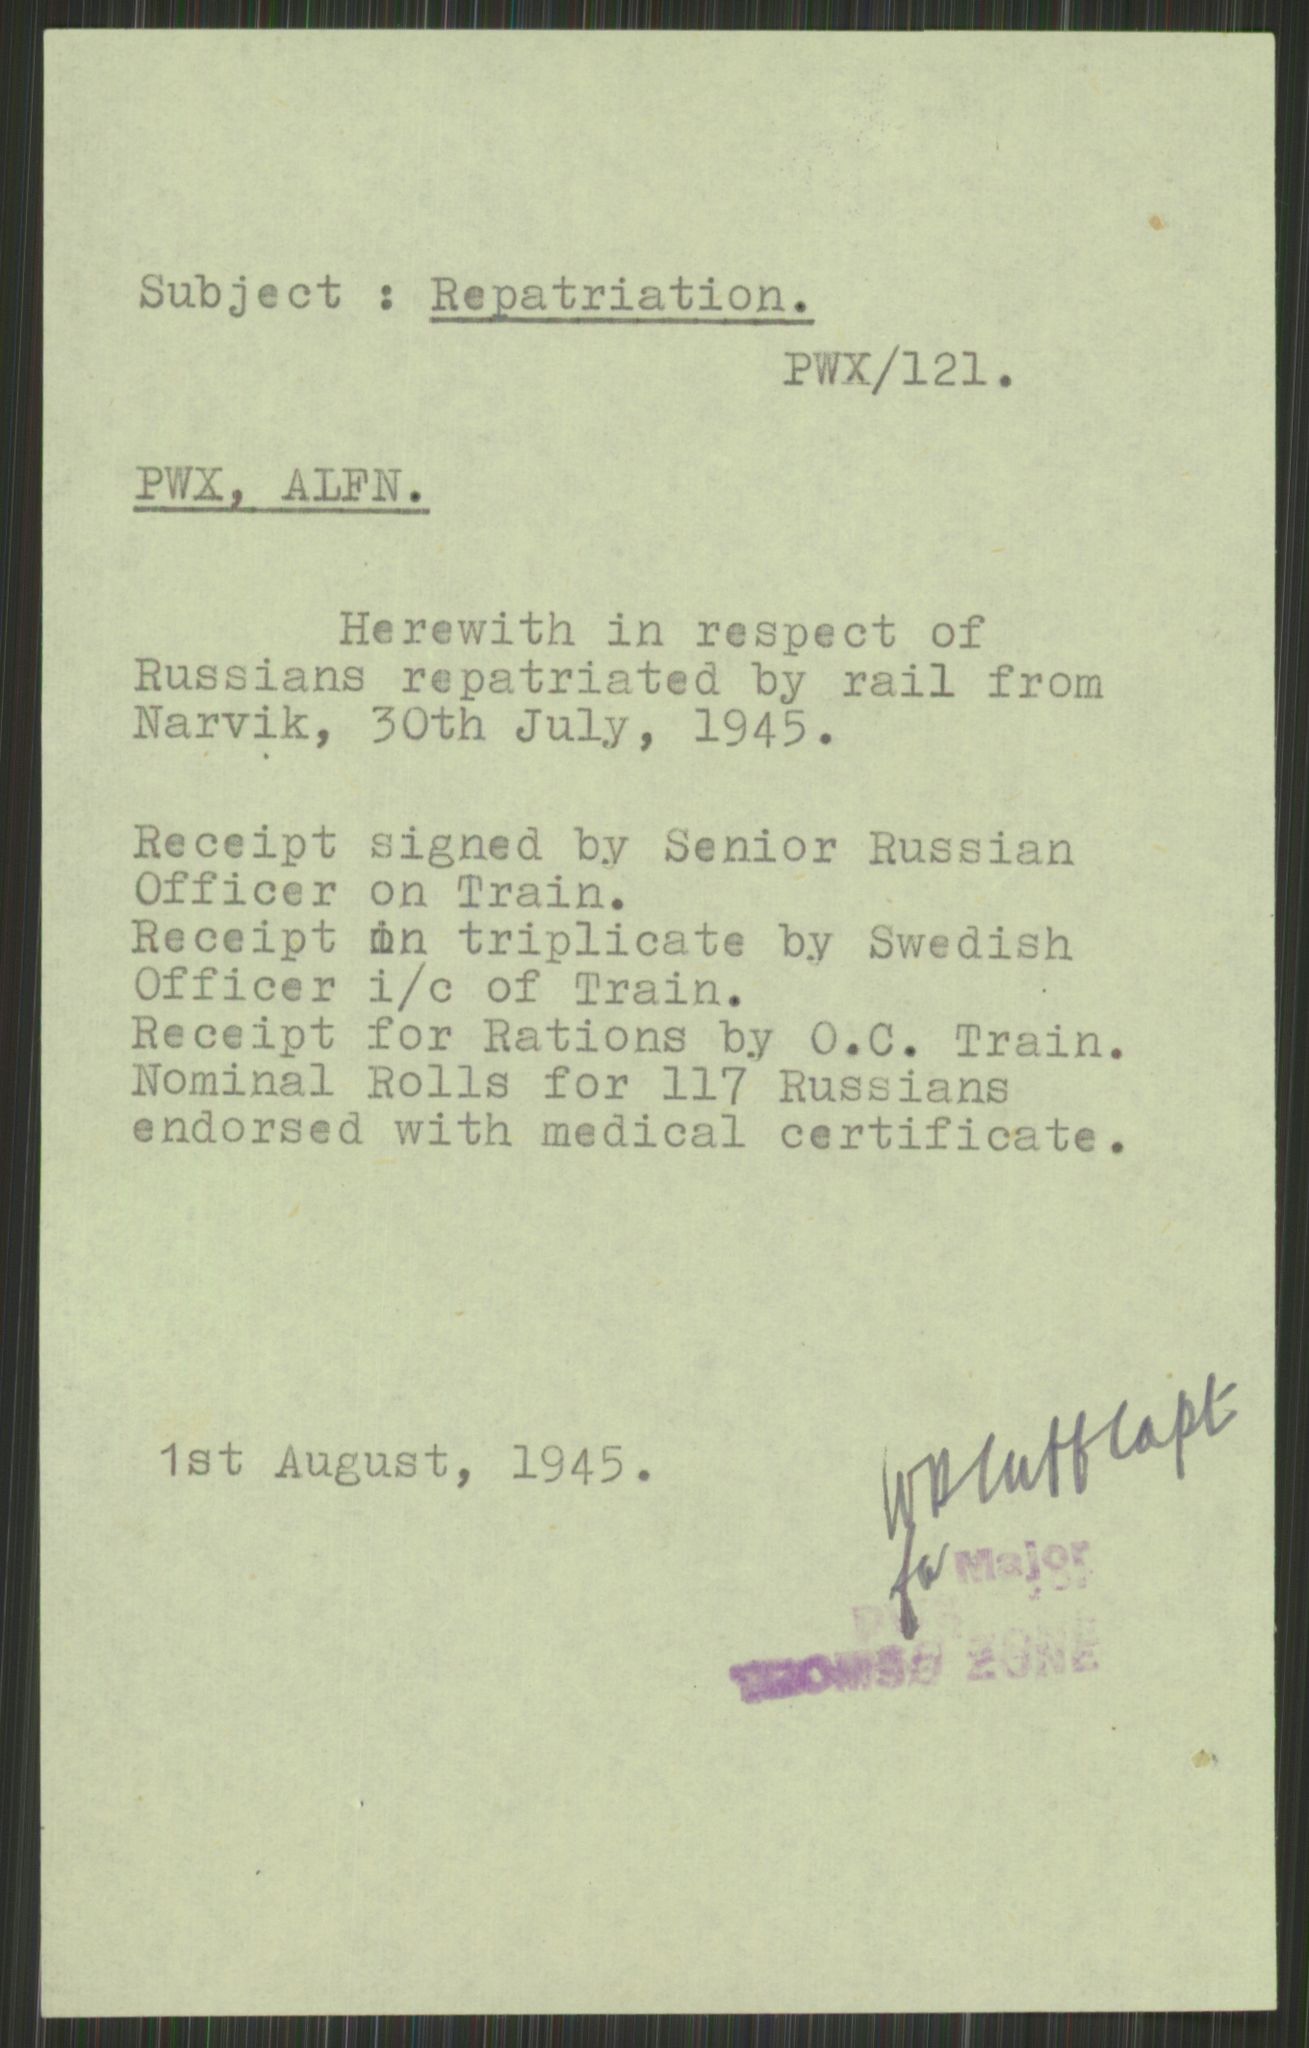 Subject : Repatriation.
PWX/121.
PWX, ALFN.
Herewith in respect of
Russians repatriated by rail from
Narvik, 30th July, 1945.
Receipt signed by Senior Russian
Officer on Train.
Receipt in triplicate by Swedish
Officer i/c of Train.
Receipt for Rations by O.C. Train.
Nominal Rolls for 117 Russians
endorsed with medical certificate.
1st August, 1945.
Capt
for Major
TROMSØ ZONE